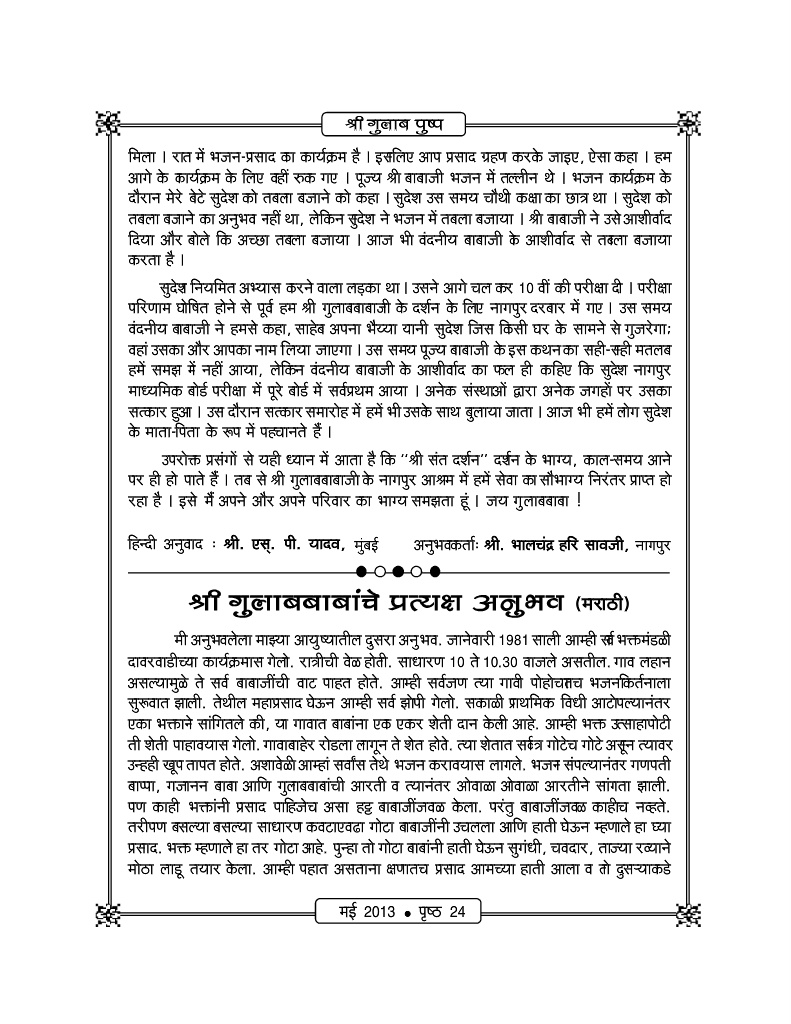 श्री गुलाब पुष्प
मिला । रात में भजन-प्रसाद का कार्यक्रम है । इसलिए आप प्रसाद ग्रहण करके जाइए, ऐसा कहा । हम
आगे के कार्यक्रम के लिए वहीं रुक गए । पूज्य श्री बाबाजी भजन में तल्लीन थे । भजन कार्यक्रम के
दौरान मेरे बेटे सुदेश को तबला बजाने को कहा । सुदेश उस समय चौथी कक्षा का छात्र था । सुदेश को
तबला बजाने का अनुभव नहीं था, लेकिन सुदेश ने भजन में तबला बजाया । श्री बाबाजी ने उसे आशीर्वाद
दिया और बोले कि अच्छा तबला बजाया । आज भी वंदनीय बाबाजी के आशीर्वाद से तबला बजाया
करता है ।
सुदेश नियमित अभ्यास करने वाला लड़का था । उसने आगे चल कर 10 वीं की परीक्षा दी । परीक्षा
परिणाम घोषित होने से पूर्व हम श्री गुलाबबाबाजी के दर्शन के लिए नागपुर दरबार में गए । उस समय
वंदनीय बाबाजी ने हमसे कहा, साहेब अपना भैय्या यानी सुदेश जिस किसी घर के सामने से गुजरेगा;
वहां उसका और आपका नाम लिया जाएगा । उस समय पूज्य बाबाजी के इस कथन का सही-सही मतलब
हमें समझ में नहीं आया, लेकिन वंदनीय बाबाजी के आशीर्वाद का फल ही कहिए कि सुदेश नागपुर
माध्यमिक बोर्ड परीक्षा में पूरे बोर्ड में सर्वप्रथम आया । अनेक संस्थाओं द्वारा अनेक जगहों पर उसका
सत्कार हुआ । उस दौरान सत्कार समारोह में हमें भी उसके साथ बुलाया जाता । आज भी हमें लोग सुदेश
के माता-पिता के रूप में पहचानते हैं ।
उपरोक्त प्रसंगों से यही ध्यान में आता है कि ‘‘श्री संत दर्शन’’ दर्शन के भाग्य, काल-समय आने
पर ही हो पाते हैं । तब से श्री गुलाबबाबाजी के नागपुर आश्रम में हमें सेवा का सौभाग्य निरंतर प्राप्त हो
रहा है । इसे मैं अपने और अपने परिवार का भाग्य समझता हूं । जय गुलाबबाबा !
हिन्दी अनुवाद : श्री. एस्. पी. यादव, मुंबई अनुभवकर्ताः श्री. भालचंद्र हरि सावजी, नागपुर
श्री गुलाबबाबांचे प्रत्यक्ष अनुभव (मराठी)
मी अनुभवलेला माझ्या आयुष्यातील दुसरा अनुभव. जानेवारी 1981 साली आम्ही सर्व भक्तमंडळी
दावरवाडीच्या कार्यक्रमास गेलो. रात्रीची वेळ होती. साधारण 10 ते 10.30 वाजले असतील. गाव लहान
असल्यामुळे ते सर्व बाबाजींची वाट पाहत होते. आम्ही सर्वजण त्या गावी पोहोचताच भजनकिर्तनाला
सुरूवात झाली. तेथील महाप्रसाद घेऊन आम्ही सर्व झोपी गेलो. सकाळी प्राथमिक विधी आटोपल्यानंतर
एका भक्ताने सांगितले की, या गावात बाबांना एक एकर शेती दान केली आहे. आम्ही भक्त उत्साहापोटी
ती शेती पाहावयास गेलो. गावाबाहेर रोडला लागून ते शेत होते. त्या शेतात सर्वत्र गोटेच गोटे असून त्यावर
उन्हही खूप तापत होते. अशावेळी आम्हां सर्वांस तेथे भजन करावयास लागले. भजन संपल्यानंतर गणपती
बाप्पा, गजानन बाबा आणि गुलाबबाबांची आरती व त्यानंतर ओवाळा ओवाळा आरतीने सांगता झाली.
पण काही भक्तांनी प्रसाद पाहिजेच असा हट्ट बाबाजींजवळ केला. परंतु बाबाजींजवळ काहीच नव्हते.
तरीपण बसल्या बसल्या साधारण कवटाएवढा गोटा बाबाजींनी उचलला आणि हाती घेऊन म्हणाले हा घ्या
प्रसाद. भक्त म्हणाले हा तर गोटा आहे. पुन्हा तो गोटा बाबांनी हाती घेऊन सुगंधी, चवदार, ताज्या रव्याने
मोठा लाडू तयार केला. आम्ही पहात असताना क्षणातच प्रसाद आमच्या हाती आला व तो दुसऱ्याकडे
मई 2013 ● पृष्ठ 24